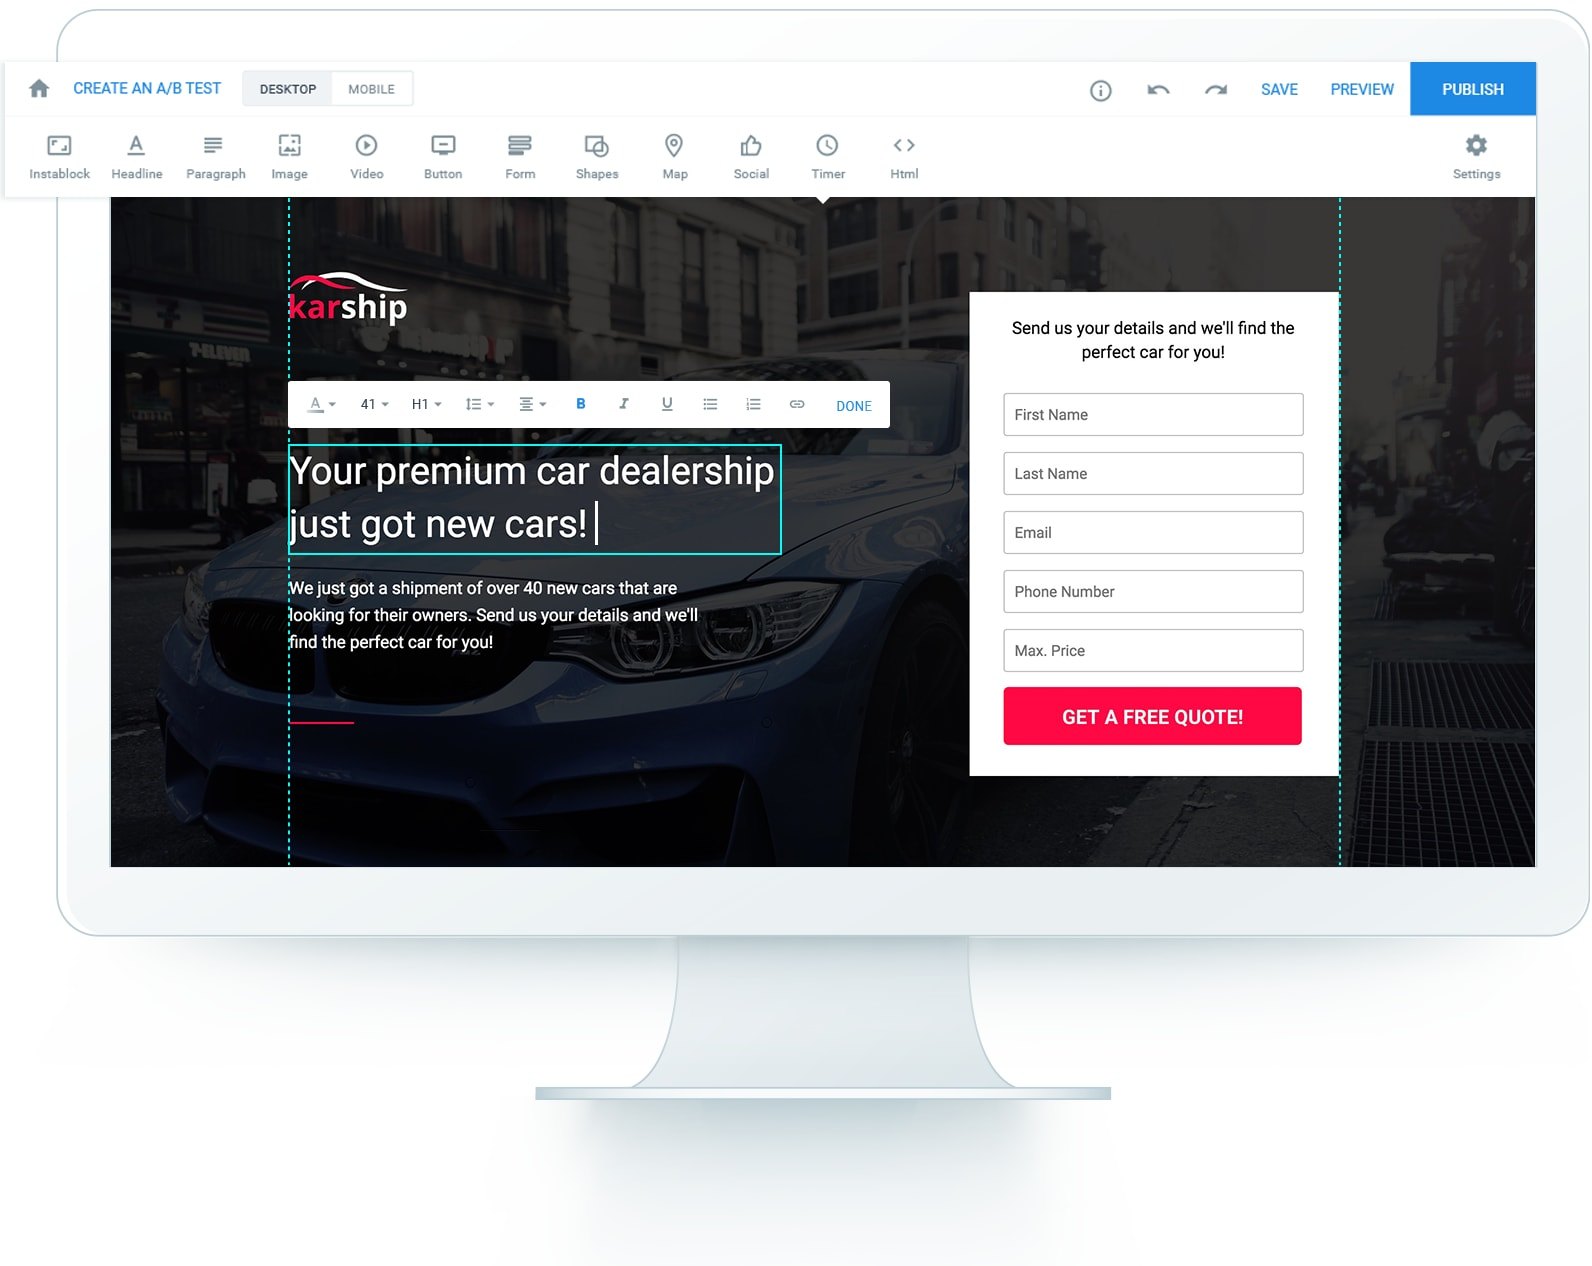 CREATE AN A/B TEST
DESKTOP
MOBILE
SAVE
PREVIEW
PUBLISH
Instablock
Headline
Paragraph
Image
Video
Button
Form
Shapes
Map
Social
Timer
Html
Settings
karship
7-ELEVEN
A
41
H1
B
I
U
DONE
Your premium car dealership
just got new cars!
We just got a shipment of over 40 new cars that are
looking for their owners. Send us your details and we'll
find the perfect car for you!
Send us your details and we'll find the
perfect car for you!
First Name
Last Name
Email
Phone Number
Max. Price
GET A FREE QUOTE!